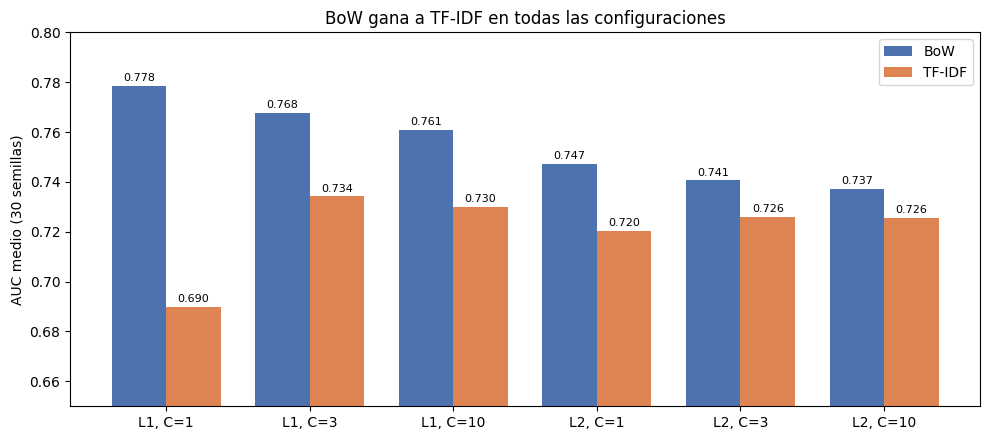 BoW gana a TF-IDF en todas las configuraciones
AUC medio (30 semillas)
0.80
0.78
0.76
0.74
0.72
0.70
0.68
0.66
BoW
TF-IDF
0.778
0.690
0.768
0.734
0.761
0.730
0.747
0.720
0.741
0.726
0.737
0.726
L1, C=1
L1, C=3
L1, C=10
L2, C=1
L2, C=3
L2, C=10